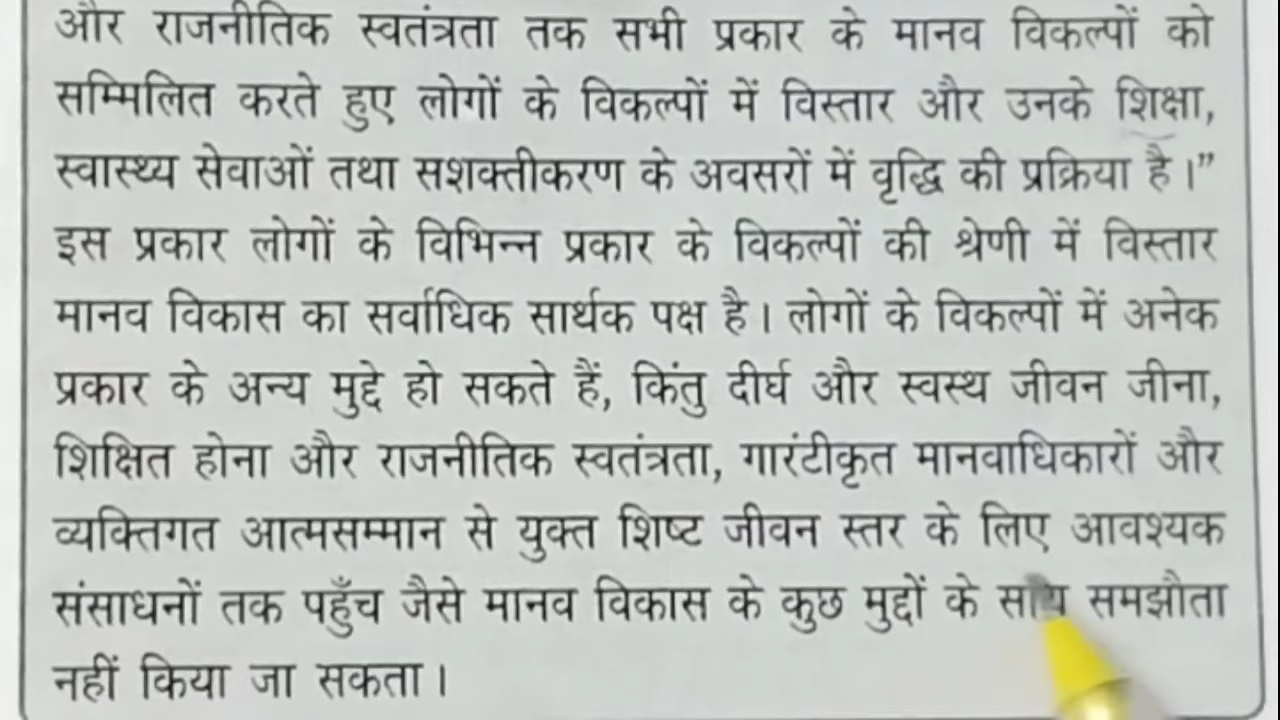 और राजनीतिक स्वतंत्रता तक सभी प्रकार के मानव विकल्पों को
सम्मिलित करते हुए लोगों के विकल्पों में विस्तार और उनके शिक्षा,
स्वास्थ्य सेवाओं तथा सशक्तीकरण के अवसरों में वृद्धि की प्रक्रिया है।”
इस प्रकार लोगों के विभिन्न प्रकार के विकल्पों की श्रेणी में विस्तार
मानव विकास का सर्वाधिक सार्थक पक्ष है। लोगों के विकल्पों में अनेक
प्रकार के अन्य मुद्दे हो सकते हैं, किंतु दीर्घ और स्वस्थ जीवन जीना,
शिक्षित होना और राजनीतिक स्वतंत्रता, गारंटीकृत मानवाधिकारों और
व्यक्तिगत आत्मसम्मान से युक्त शिष्ट जीवन स्तर के लिए आवश्यक
संसाधनों तक पहुँच जैसे मानव विकास के कुछ मुद्दों के साथ समझौता
नहीं किया जा सकता।